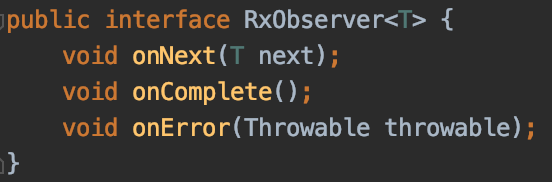 public interface RxObserver<T> {
    void onNext(T next);
    void onComplete();
    void onError(Throwable throwable);
}